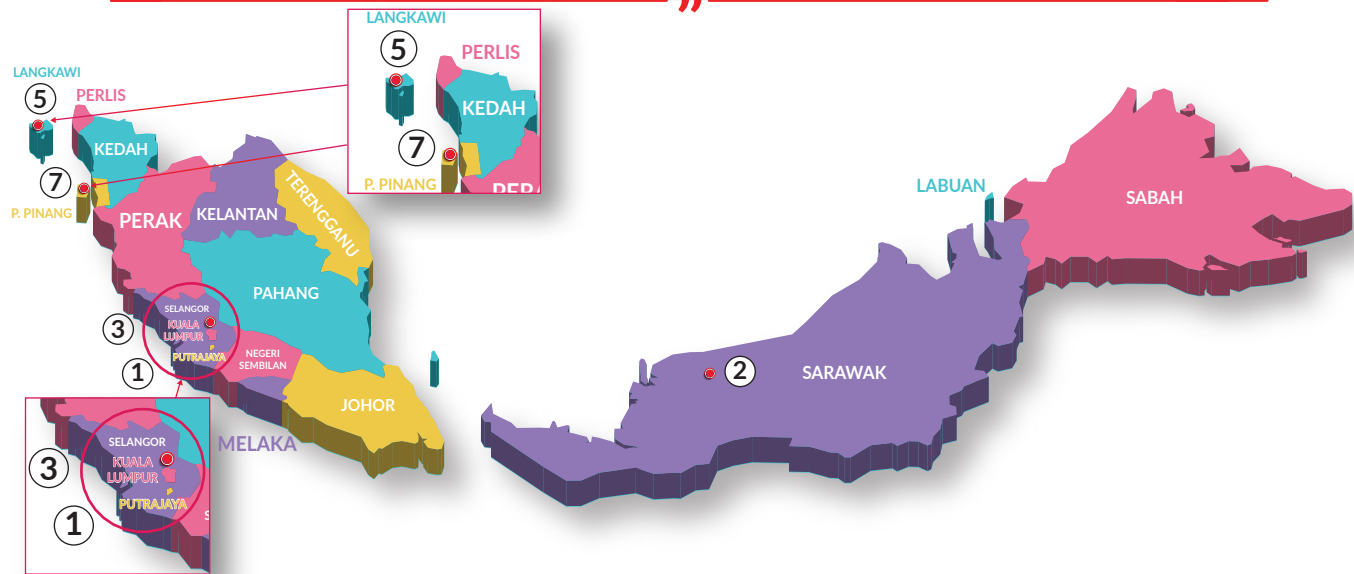 ”
LANGKAWI
5
PERLIS
KEDAH
7
P. PINANG
PERA
LANGKAWI
5
PERLIS
KEDAH
7
P. PINANG
PERAK
KELANTAN
TERENGGANU
PAHANG
SELANGOR
KUALA
LUMPUR
PUTRAJAYA
3
1
NEGERI
SEMBILAN
JOHOR
MELAKA
SELANGOR
KUALA
LUMPUR
PUTRAJAYA
3
1
S
LABUAN
SABAH
SARAWAK
2